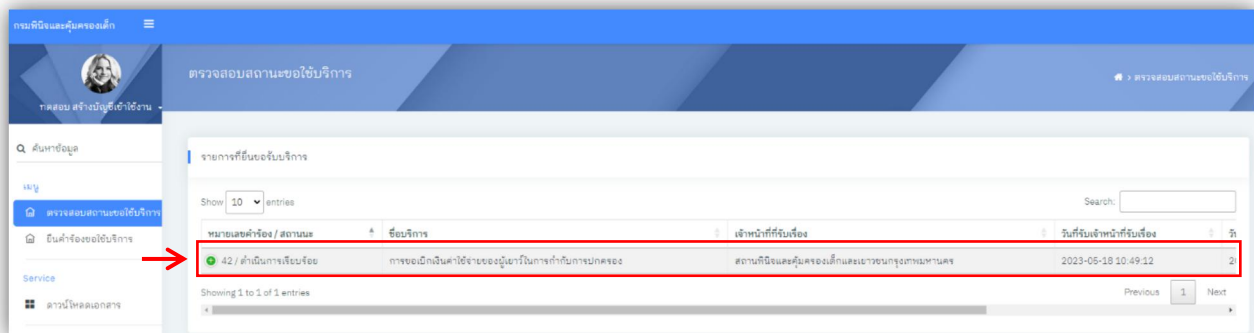 กรมพินิจและคุ้มครองเด็ก
ทดสอบ สร้างบัญชีเข้าใช้งาน
ค้นหาข้อมูล
เมนู
ตรวจสอบสถานะขอใช้บริการ
ยื่นคำร้องขอใช้บริการ
Service
ดาวน์โหลดเอกสาร
ตรวจสอบสถานะขอใช้บริการ
> ตรวจสอบสถานะขอใช้บริการ
รายการที่ยื่นขอรับบริการ
Show 10 entries
Search:
หมายเลขคำร้อง / สถานนะ ชื่อบริการ เจ้าหน้าที่ที่รับเรื่อง วันที่รับเจ้าหน้าที่รับเรื่อง
42 / ดำเนินการเรียบร้อย การขอเบิกเงินค่าใช้จ่ายของผู้เยาว์ในการกำกับการปกครอง สถานพินิจและคุ้มครองเด็กและเยาวชนกรุงเทพมหานคร 2023-05-18 10:49:12
Showing 1 to 1 of 1 entries
Previous 1 Next